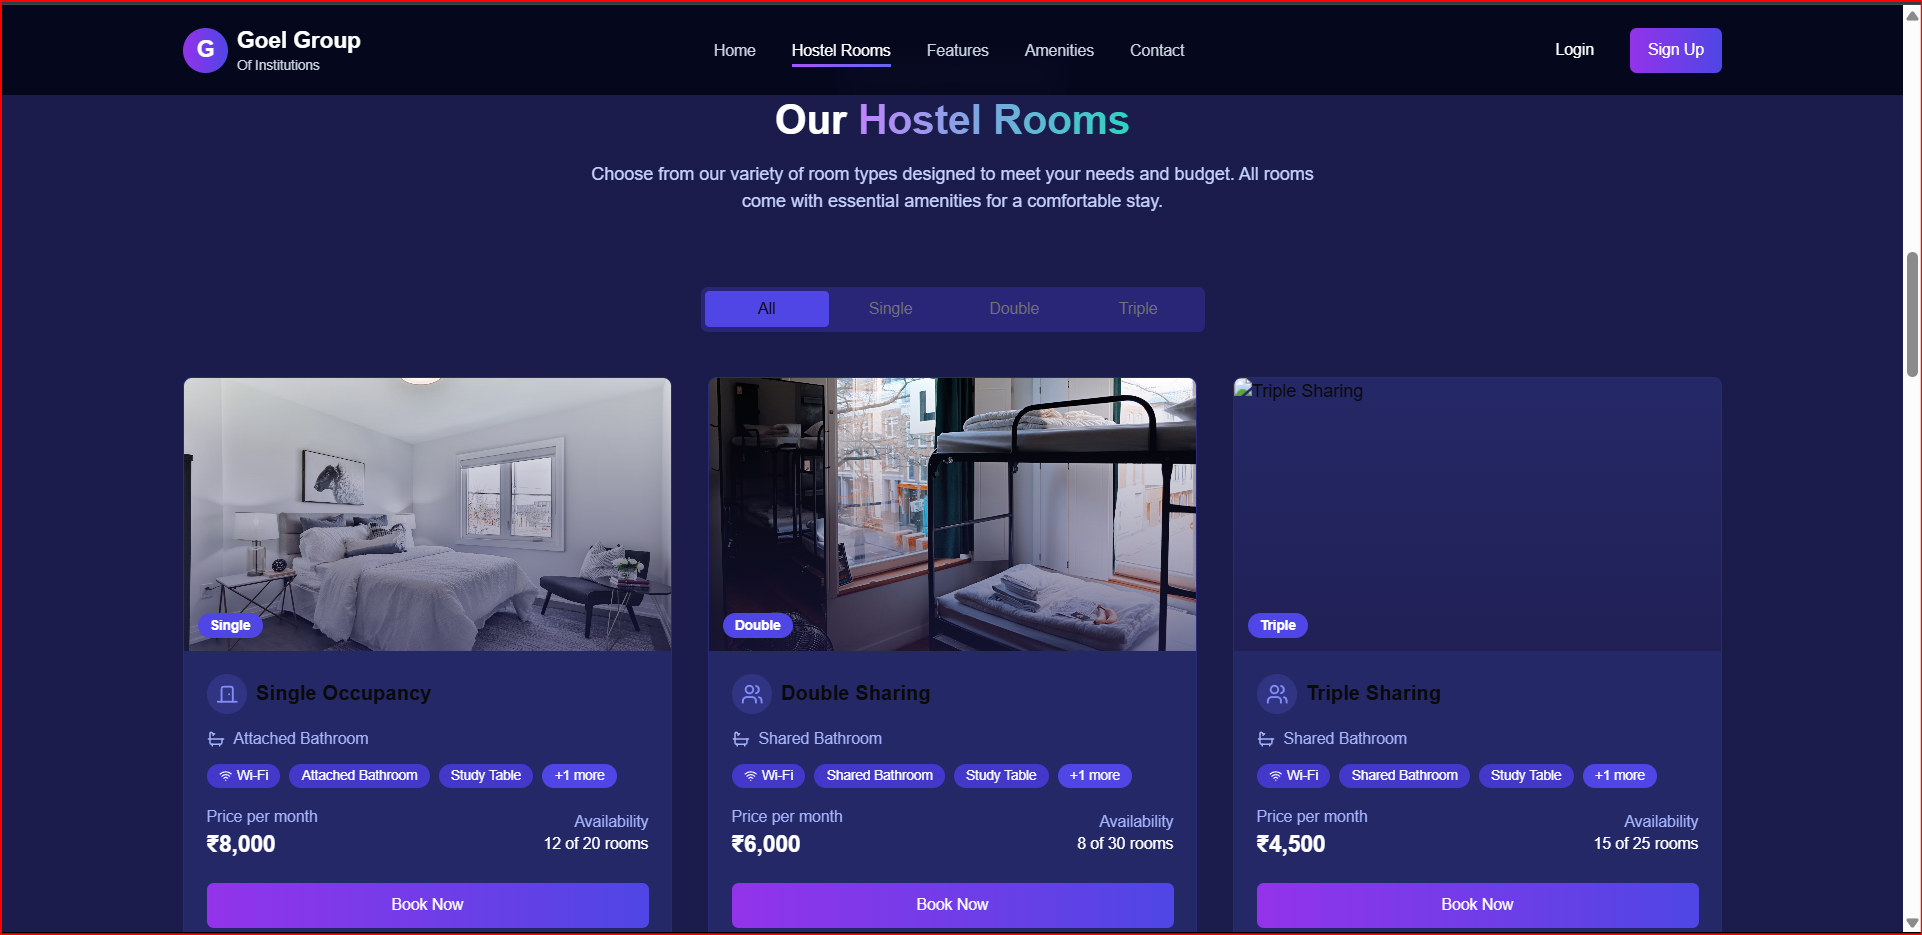 G
Goel Group
Of Institutions
Home
Hostel Rooms
Features
Amenities
Contact
Login
Sign Up
Our Hostel Rooms
Choose from our variety of room types designed to meet your needs and budget. All rooms
come with essential amenities for a comfortable stay.
All
Single
Double
Triple
Single
Single Occupancy
Attached Bathroom
Wi-Fi
Attached Bathroom
Study Table
+1 more
Price per month
₹8,000
Availability
12 of 20 rooms
Book Now
Double
Double Sharing
Shared Bathroom
Wi-Fi
Shared Bathroom
Study Table
+1 more
Price per month
₹6,000
Availability
8 of 30 rooms
Book Now
Triple Sharing
Triple
Triple Sharing
Shared Bathroom
Wi-Fi
Shared Bathroom
Study Table
+1 more
Price per month
₹4,500
Availability
15 of 25 rooms
Book Now